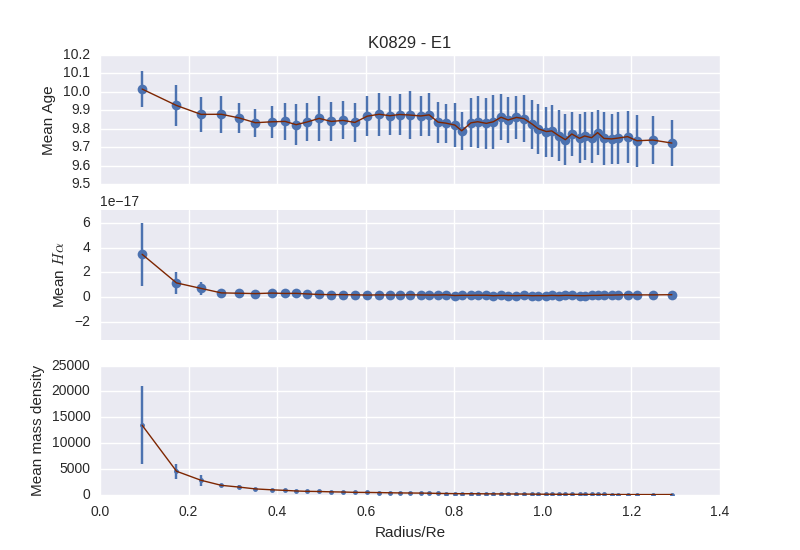 K0829 - E1
Mean Age
10.2
10.1
10.0
9.9
9.8
9.7
9.6
9.5
1e−17
Mean Hα
6
4
2
0
−2
Mean mass density
25000
20000
15000
10000
5000
0
0.0 0.2 0.4 0.6 0.8 1.0 1.2 1.4
Radius/Re